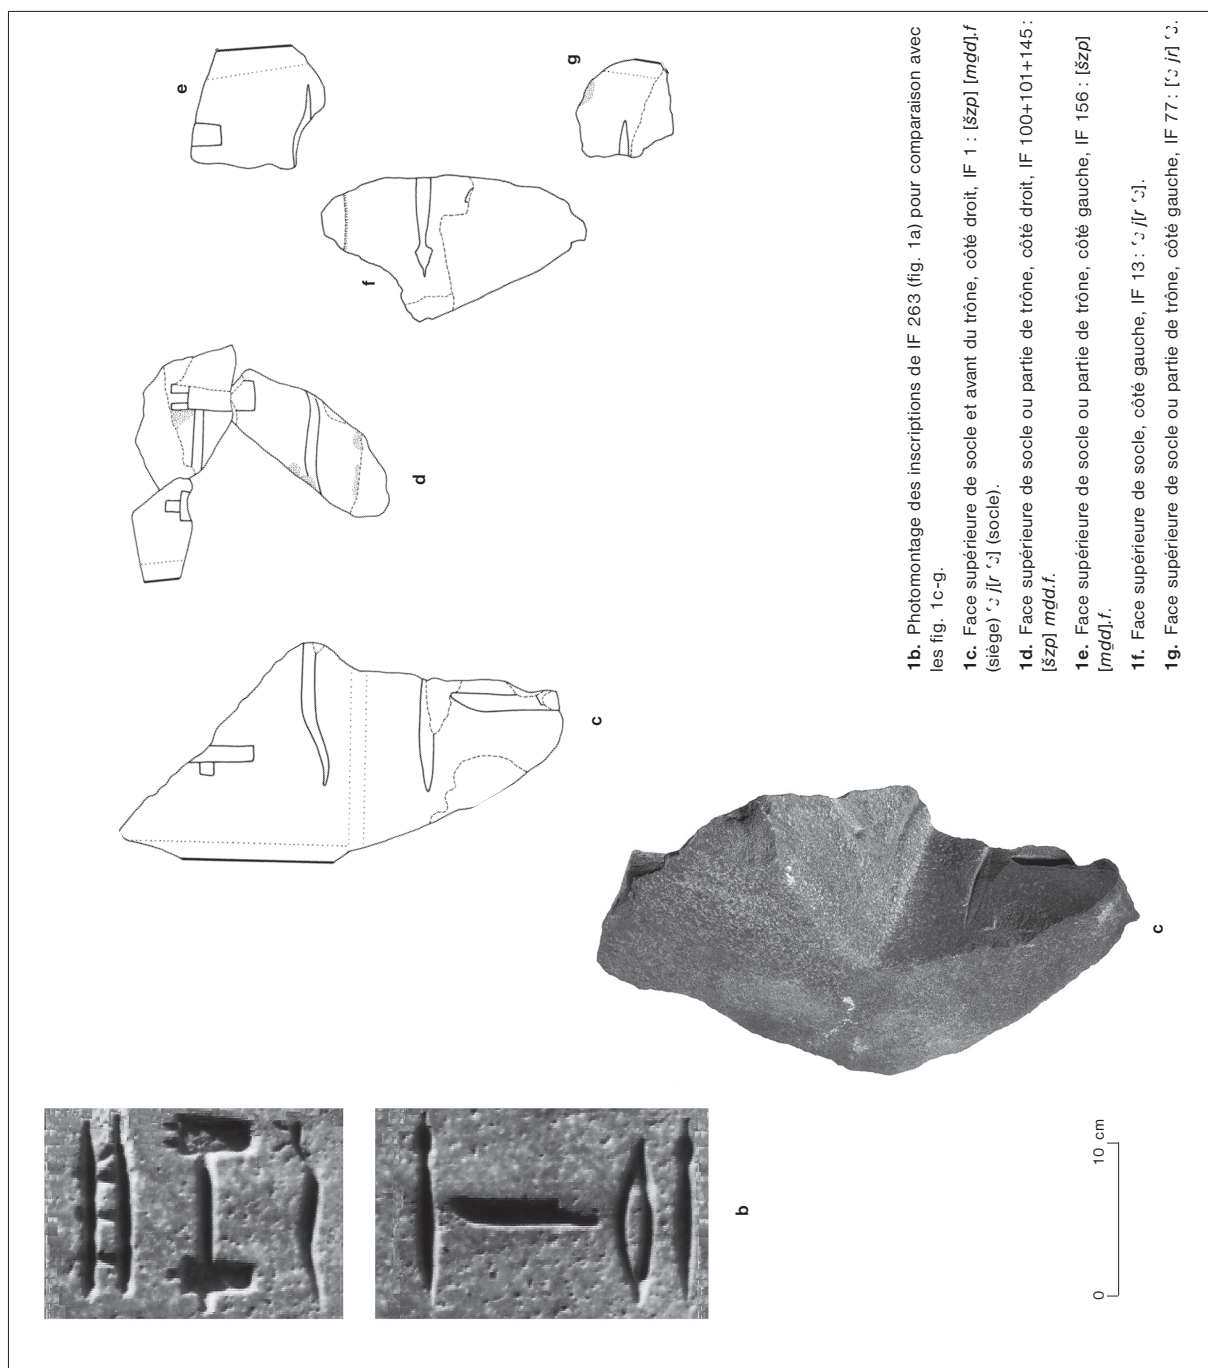 e
g
f
d
c
c
b
0 10 cm
1b. Photomontage des inscriptions de IF 263 (fig. 1a) pour comparaison avec
les fig. 1c-g.
1c. Face supérieure de socle et avant du trône, côté droit, IF 1 : [šzp] [mḏd].f
(siège) ꜥꜣ j[r ꜥꜣ] (socle).
1d. Face supérieure de socle ou partie de trône, côté droit, IF 100+101+145 :
[šzp] mḏd.f.
1e. Face supérieure de socle ou partie de trône, côté gauche, IF 156 : [šzp]
[mḏd].f.
1f. Face supérieure de socle, côté gauche, IF 13 : ꜥꜣ j[r ꜥꜣ].
1g. Face supérieure de socle ou partie de trône, côté gauche, IF 77 : [ꜥꜣ jr] ꜥꜣ.